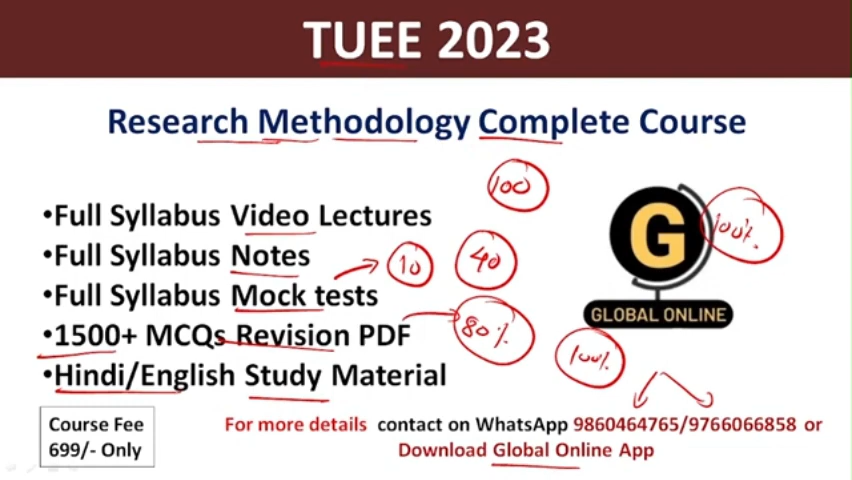 TUEE 2023
Research Methodology Complete Course
100
•Full Syllabus Video Lectures
•Full Syllabus Notes
10
40
•Full Syllabus Mock tests
•1500+ MCQs Revision PDF
80%
•Hindi/English Study Material
100%
G
100%
GLOBAL ONLINE
Course Fee
699/- Only
For more details contact on WhatsApp 9860464765/9766066858 or
Download Global Online App